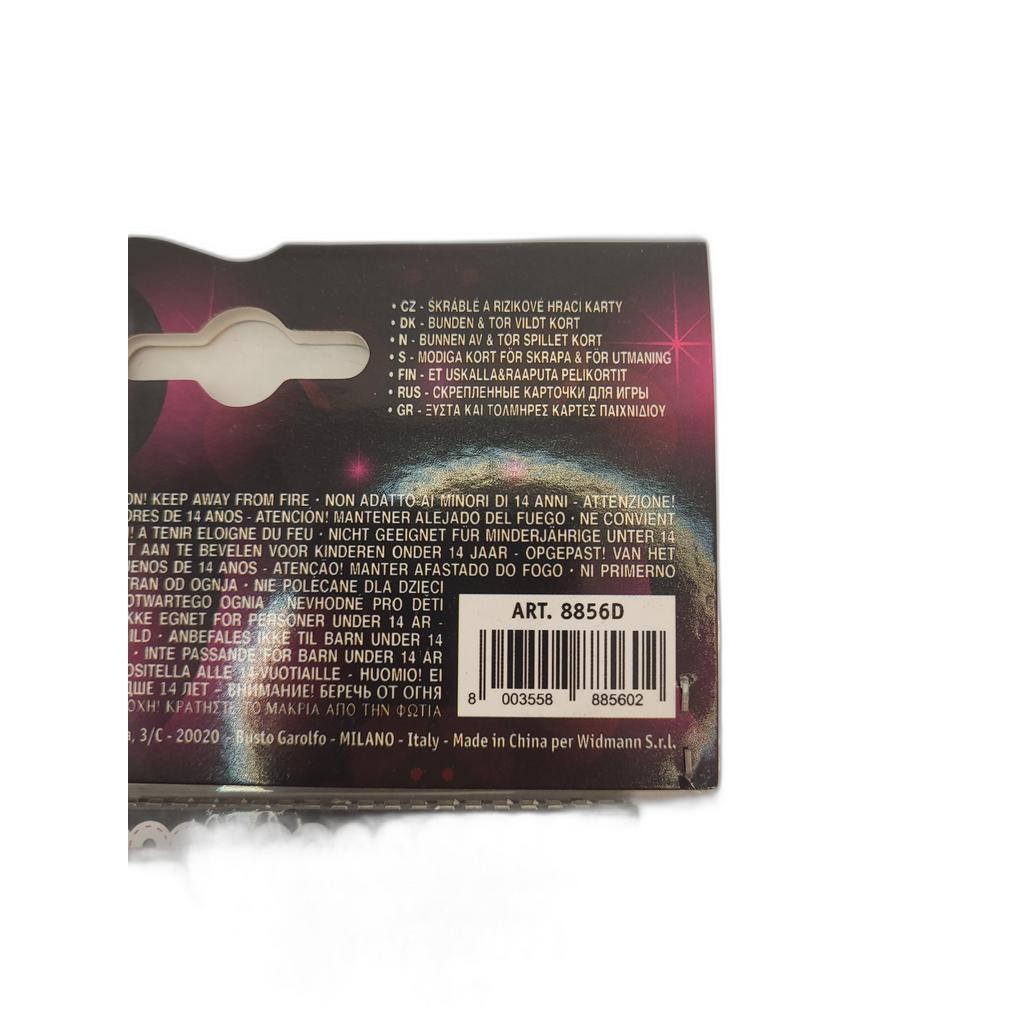 • CZ - ŠKRÁBLÉ A RIZIKOVÉ HRACÍ KARTY
• DK - BUNDEN & TOR VILDT KORT
• N - BUNNEN AV & TOR SPILLET KORT
• S - MODIGA KORT FÖR SKRAPA & FÖR UTMANING
• FIN - ET USKALLA&RAAPUTA PELIKORTIT
• RUS - СКРЕПЛЕННЫЕ КАРТОЧКИ ДЛЯ ИГРЫ
• GR - ΞΥΣΤΑ ΚΑΙ ΤΟΛΜΗΡΕΣ ΚΑΡΤΕΣ ΠΑΙΧΝΙΔΙΟΥ
ON! KEEP AWAY FROM FIRE · NON ADATTO AI MINORI DI 14 ANNI - ATTENZIONE!
ORES DE 14 AÑOS - ATENCIÓN! MANTENER ALEJADO DEL FUEGO · NE CONVIENT
! A TENIR ELOIGNE DU FEU · NICHT GEEIGNET FÜR MINDERJÄHRIGE UNTER 14
T AAN TE BEVELEN VOOR KINDEREN ONDER 14 JAAR - OPGEPAST! VAN HET
UENOS DE 14 ANOS - ATENÇAO! MANTER AFASTADO DO FOGO · NI PRIMERNO
TRAN OD OGNJA · NIE POLECANE DLA DZIECI
OTWARTEGO OGNIA · NEVHODNÉ PRO DĚTI
KKE EGNET FOR PERSONER UNDER 14 ÅR -
ILD · ANBEFALES IKKE TIL BARN UNDER 14
· INTE PASSANDE FÖR BARN UNDER 14 ÅR
OSITELLA ALLE 14-VUOTIAILLE - HUOMIO! EI
ДШЕ 14 ЛЕТ - ВНИМАНИЕ! БЕРЕЧЬ ОТ ОГНЯ
ΟΧΗ! ΚΡΑΤΗΣΤΕ ΤΟ ΜΑΚΡΙΑ ΑΠΟ ΤΗΝ ΦΩΤΙΑ
ART. 8856D
8 003558 885602
a, 3/C - 20020 - Busto Garolfo - MILANO - Italy - Made in China per Widmann S.r.l.